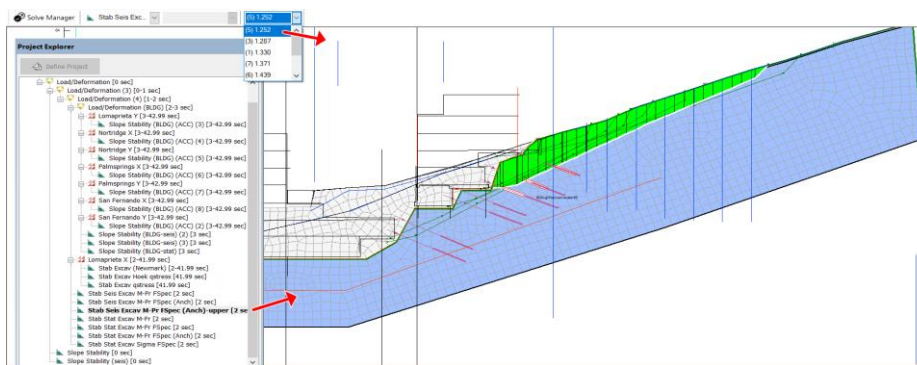 Solve Manager
Stab Seis Exc..
(5) 1.252
(5) 1.252
(3) 1.287
(1) 1.330
(7) 1.371
(6) 1.439
Project Explorer
Define Project
Load/Deformation [0 sec]
Load/Deformation (3) [0-1 sec]
Load/Deformation (4) [1-2 sec]
Load/Deformation (BLDG) [2-3 sec]
Lomaprieta Y [3-42.99 sec]
Slope Stability (BLDG) (ACC) (3) [3-42.99 sec]
Nortridge X [3-42.99 sec]
Slope Stability (BLDG) (ACC) (4) [3-42.99 sec]
Nortridge Y [3-42.99 sec]
Slope Stability (BLDG) (ACC) (5) [3-42.99 sec]
Palmsprings X [3-42.99 sec]
Slope Stability (BLDG) (ACC) (6) [3-42.99 sec]
Palmsprings Y [3-42.99 sec]
Slope Stability (BLDG) (ACC) (7) [3-42.99 sec]
San Fernando X [3-42.99 sec]
Slope Stability (BLDG) (ACC) (8) [3-42.99 sec]
San Fernando Y [3-42.99 sec]
Slope Stability (BLDG) (ACC) (2) [3-42.99 sec]
Slope Stability (BLDG-seis) (2) [3 sec]
Slope Stability (BLDG-seis) (3) [3 sec]
Slope Stability (BLDG-stat) [3 sec]
Lomaprieta X [2-41.99 sec]
Stab Excav (Newmark) [2-41.99 sec]
Stab Excav Hoek qstress [41.99 sec]
Stab Excav qstress [41.99 sec]
Stab Seis Excav M-Pr FSpec [2 sec]
Stab Seis Excav M-Pr FSpec (Anch) [2 sec]
Stab Seis Excav M-Pr FSpec (Anch)-upper [2 se
Stab Stat Excav M-Pr [2 sec]
Stab Stat Excav M-Pr FSpec [2 sec]
Stab Stat Excav M-Pr FSpec (Anch) [2 sec]
Stab Stat Excav Sigma FSpec [2 sec]
Slope Stability [0 sec]
Slope Stability (seis) [0 sec]